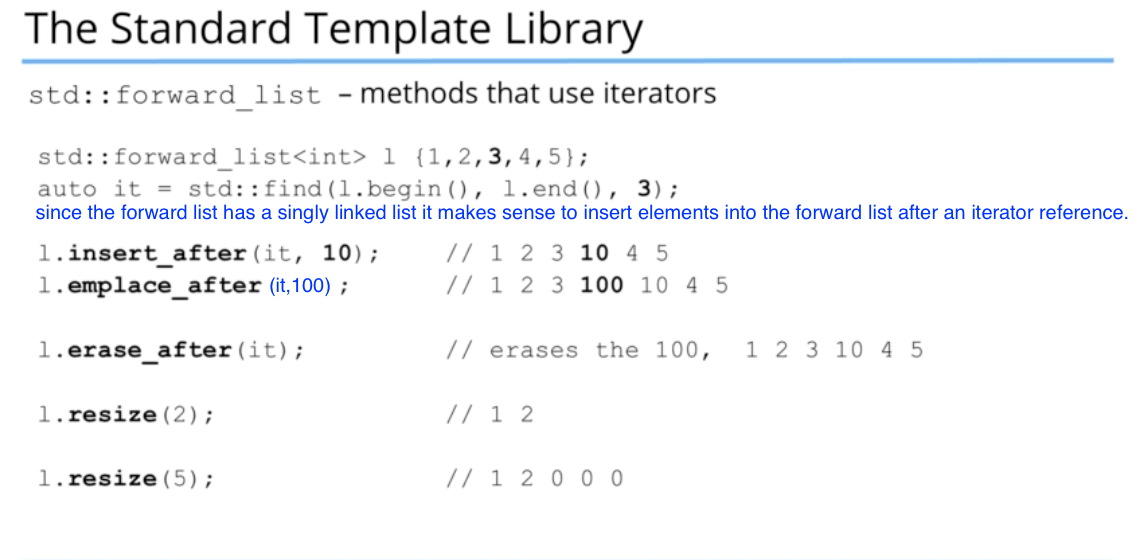 The Standard Template Library
std::forward_list – methods that use iterators
std::forward_list<int> l {1,2,3,4,5};
auto it = std::find(l.begin(), l.end(), 3);
since the forward list has a singly linked list it makes sense to insert elements into the forward list after an iterator reference.
l.insert_after(it, 10); // 1 2 3 10 4 5
l.emplace_after (it,100) ; // 1 2 3 100 10 4 5
l.erase_after(it); // erases the 100, 1 2 3 10 4 5
l.resize(2); // 1 2
l.resize(5); // 1 2 0 0 0